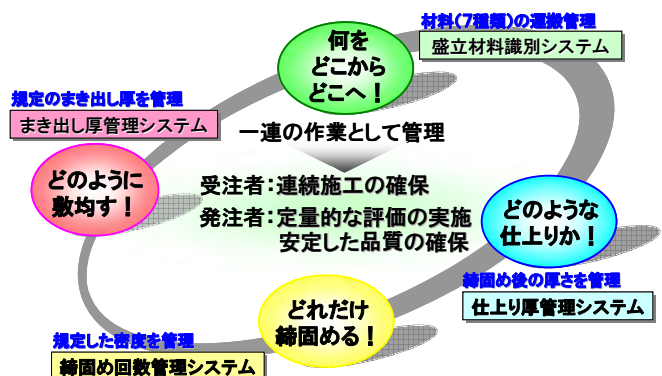 材料(7種類)の運搬管理
盛立材料識別システム
何を
どこから
どこへ！
規定のまき出し厚を管理
まき出し厚管理システム
一連の作業として管理
どのように
敷均す！
受注者：連続施工の確保
発注者：定量的な評価の実施
安定した品質の確保
どのような
仕上りか！
締固め後の厚さを管理
仕上り厚管理システム
どれだけ
締固める！
規定した密度を管理
締固め回数管理システム